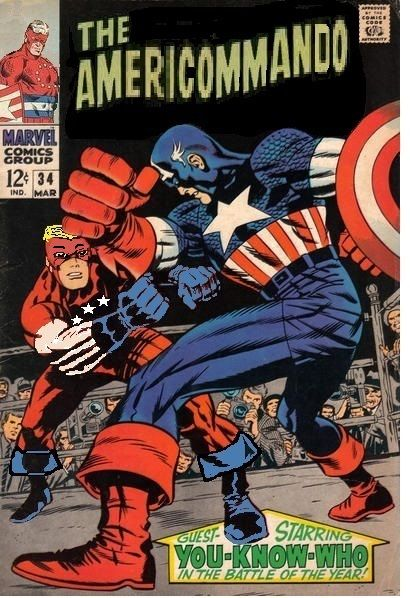 THE
AMERICOMMANDO
APPROVED
BY THE
COMICS
CODE
AUTHORITY
MARVEL
COMICS
GROUP
12¢ 34
IND. MAR
GUEST- STARRING
YOU-KNOW-WHO
IN THE BATTLE OF THE YEAR!